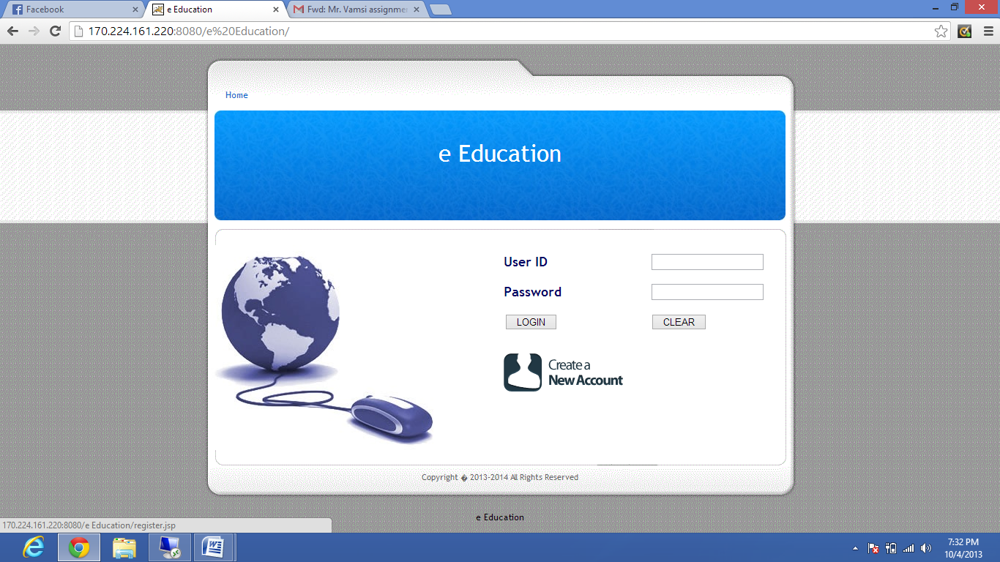 Facebook
e Education
Fwd: Mr. Vamsi assignme
170.224.161.220:8080/e%20Education/
Home
e Education
User ID
Password
LOGIN CLEAR
Create a
New Account
Copyright � 2013-2014 All Rights Reserved
e Education
170.224.161.220:8080/e Education/register.jsp
7:32 PM
10/4/2013